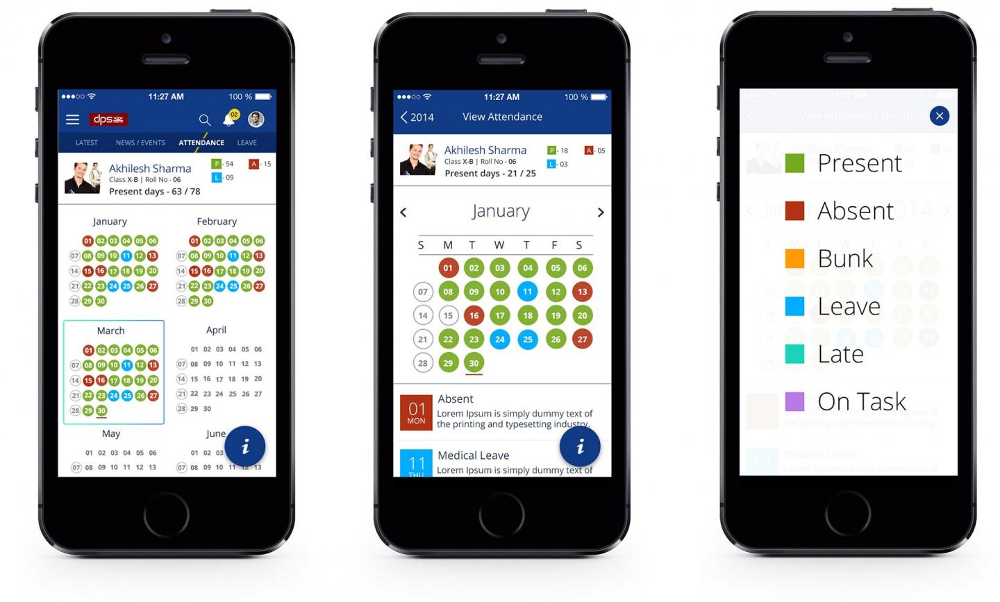 11:27 AM 100 %
dps 02
LATEST NEWS / EVENTS ATTENDANCE LEAVE
Akhilesh Sharma P - 54 A - 15
Class X-B | Roll No - 06 L - 09
Present days - 63 / 78
January
01 02 03 04 05 06
07 08 09 10 11 12 13
14 15 16 17 18 19 20
21 22 23 24 25 26 27
28 29 30
February
01 02 03 04 05 06
07 08 09 10 11 12 13
14 15 16 17 18 19 20
21 22 23 24 25 26 27
28 29 30
March
01 02 03 04 05 06
07 08 09 10 11 12 13
14 15 16 17 18 19 20
21 22 23 24 25 26 27
28 29 30
April
01 02 03 04 05 06
07 08 09 10 11 12 13
14 15 16 17 18 19 20
21 22 23 24 25 26 27
28 29 30
May
01 02 03 04 05 06
07 08 09 10 11 12 13
June
01 02 03
07 08 09 10 11 12 13
i
11:27 AM 100 %
2014 View Attendance
Akhilesh Sharma P - 18 A - 05
Class X-B | Roll No - 06 L - 03
Present days - 21 / 25
January
S M T W T F S
01 02 03 04 05 06
07 08 09 10 11 12 13
14 15 16 17 18 19 20
21 22 23 24 25 26 27
28 29 30
01 MON
Absent
Lorem Ipsum is simply dummy text of
the printing and typesetting industry.
11 THU
Medical Leave
Lorem Ipsum is simply dummy text of
i
11:27 AM
View Attendance (Monthly)
Present
Absent
Bunk
Leave
Late
On Task